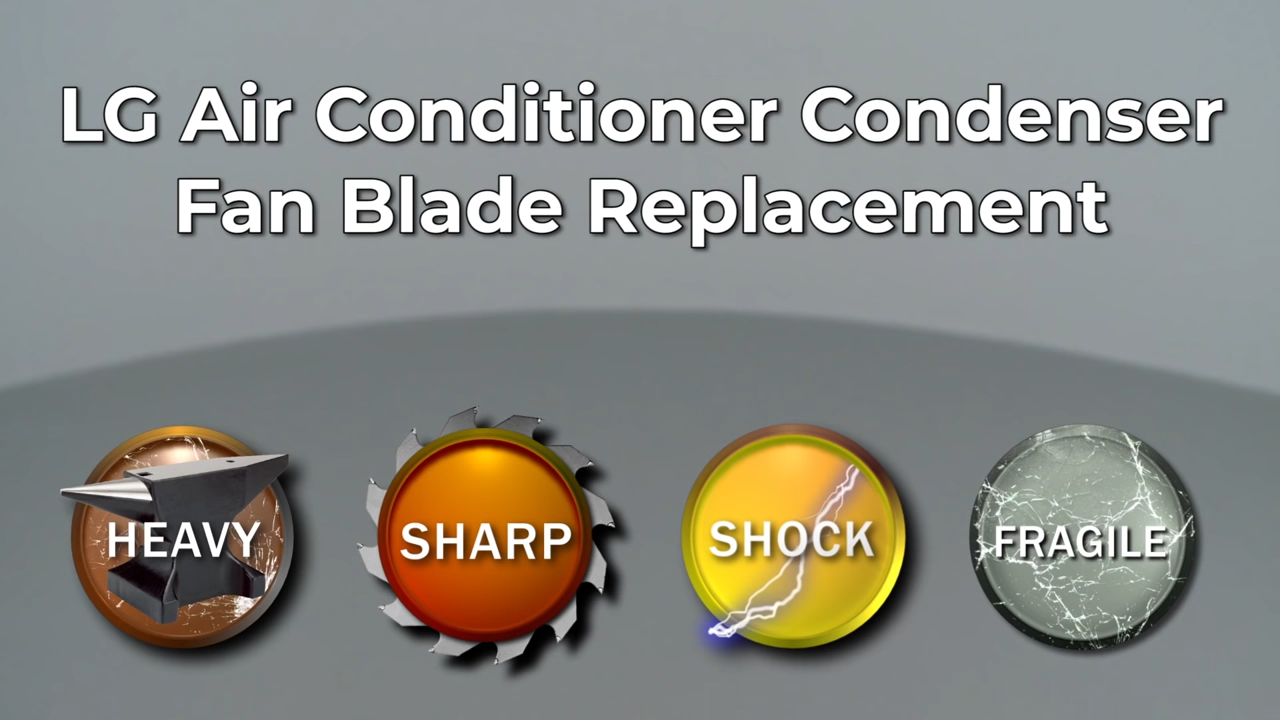 LG Air Conditioner Condenser
Fan Blade Replacement
HEAVY
SHARP
SHOCK
FRAGILE